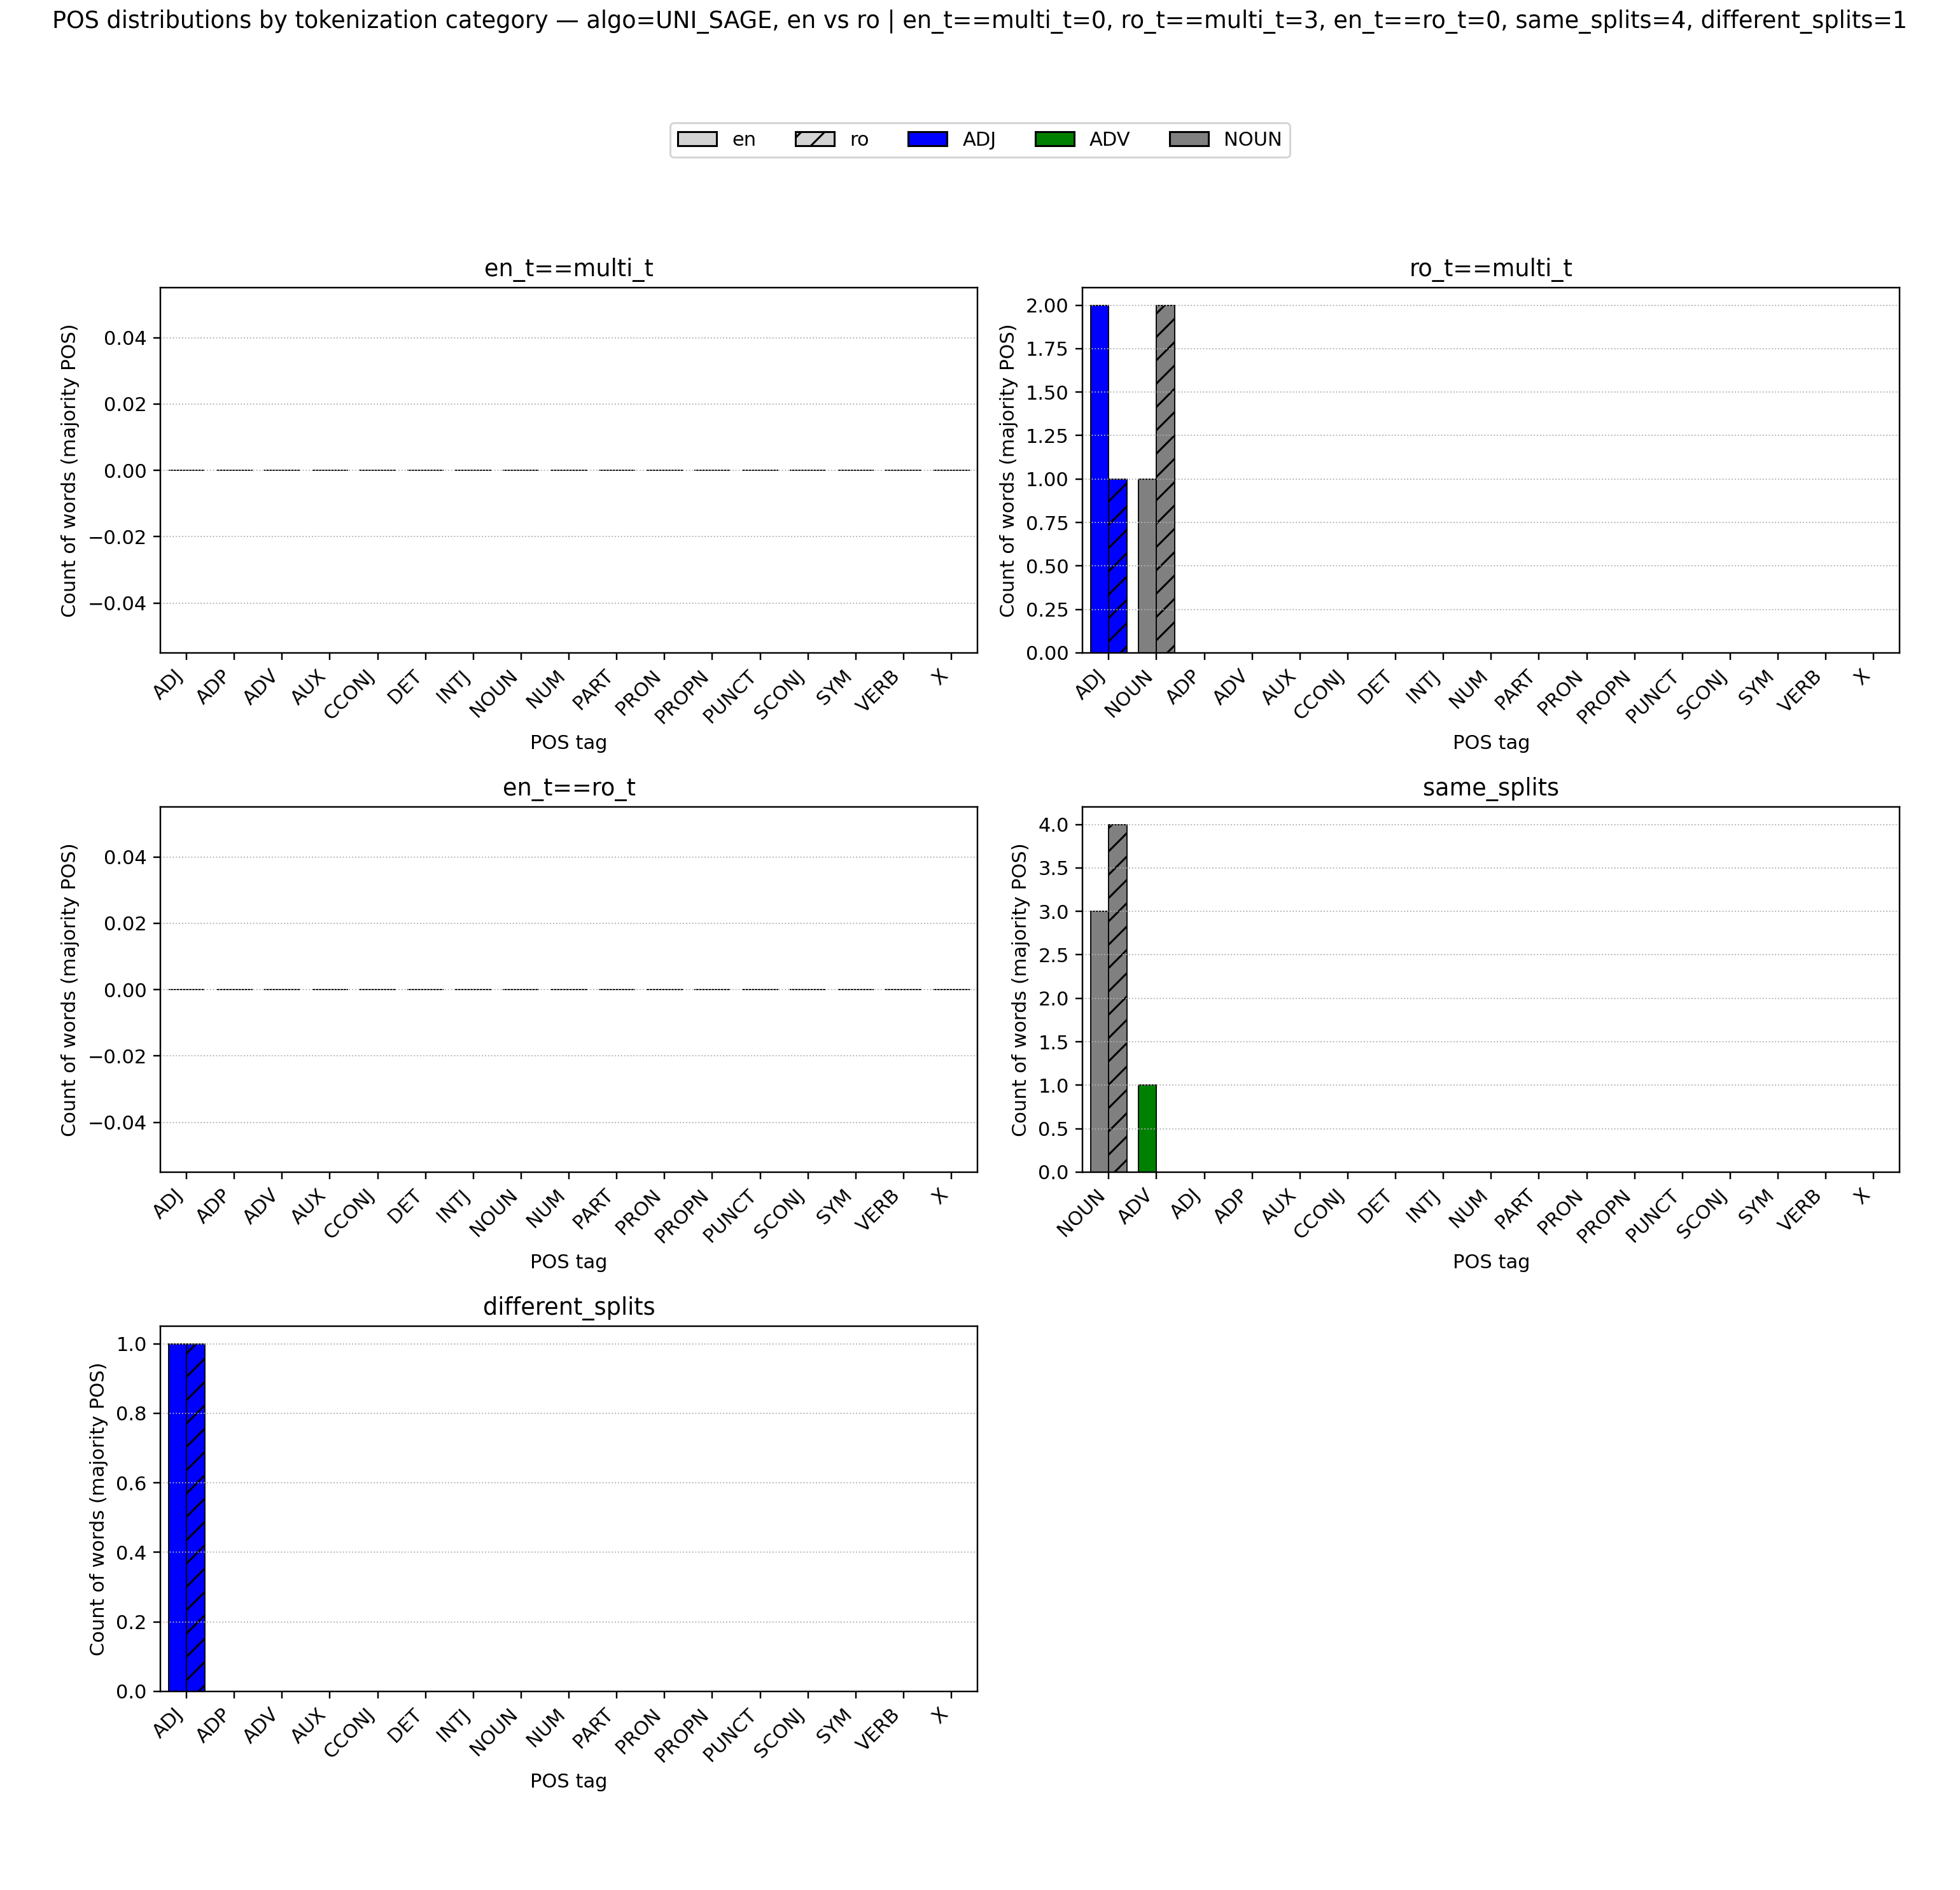 POS distributions by tokenization category — algo=UNI_SAGE, en vs ro | en_t==multi_t=0, ro_t==multi_t=3, en_t==ro_t=0, same_splits=4, different_splits=1
en ro ADJ ADV NOUN
en_t==multi_t
Count of words (majority POS)
0.04
0.02
0.00
−0.02
−0.04
ADJ ADP ADV AUX CCONJ DET INTJ NOUN NUM PART PRON PROPN PUNCT SCONJ SYM VERB X
POS tag
ro_t==multi_t
Count of words (majority POS)
2.00
1.75
1.50
1.25
1.00
0.75
0.50
0.25
0.00
ADJ NOUN ADP ADV AUX CCONJ DET INTJ NUM PART PRON PROPN PUNCT SCONJ SYM VERB X
POS tag
en_t==ro_t
Count of words (majority POS)
0.04
0.02
0.00
−0.02
−0.04
ADJ ADP ADV AUX CCONJ DET INTJ NOUN NUM PART PRON PROPN PUNCT SCONJ SYM VERB X
POS tag
same_splits
Count of words (majority POS)
4.0
3.5
3.0
2.5
2.0
1.5
1.0
0.5
0.0
NOUN ADV ADJ ADP AUX CCONJ DET INTJ NUM PART PRON PROPN PUNCT SCONJ SYM VERB X
POS tag
different_splits
Count of words (majority POS)
1.0
0.8
0.6
0.4
0.2
0.0
ADJ ADP ADV AUX CCONJ DET INTJ NOUN NUM PART PRON PROPN PUNCT SCONJ SYM VERB X
POS tag